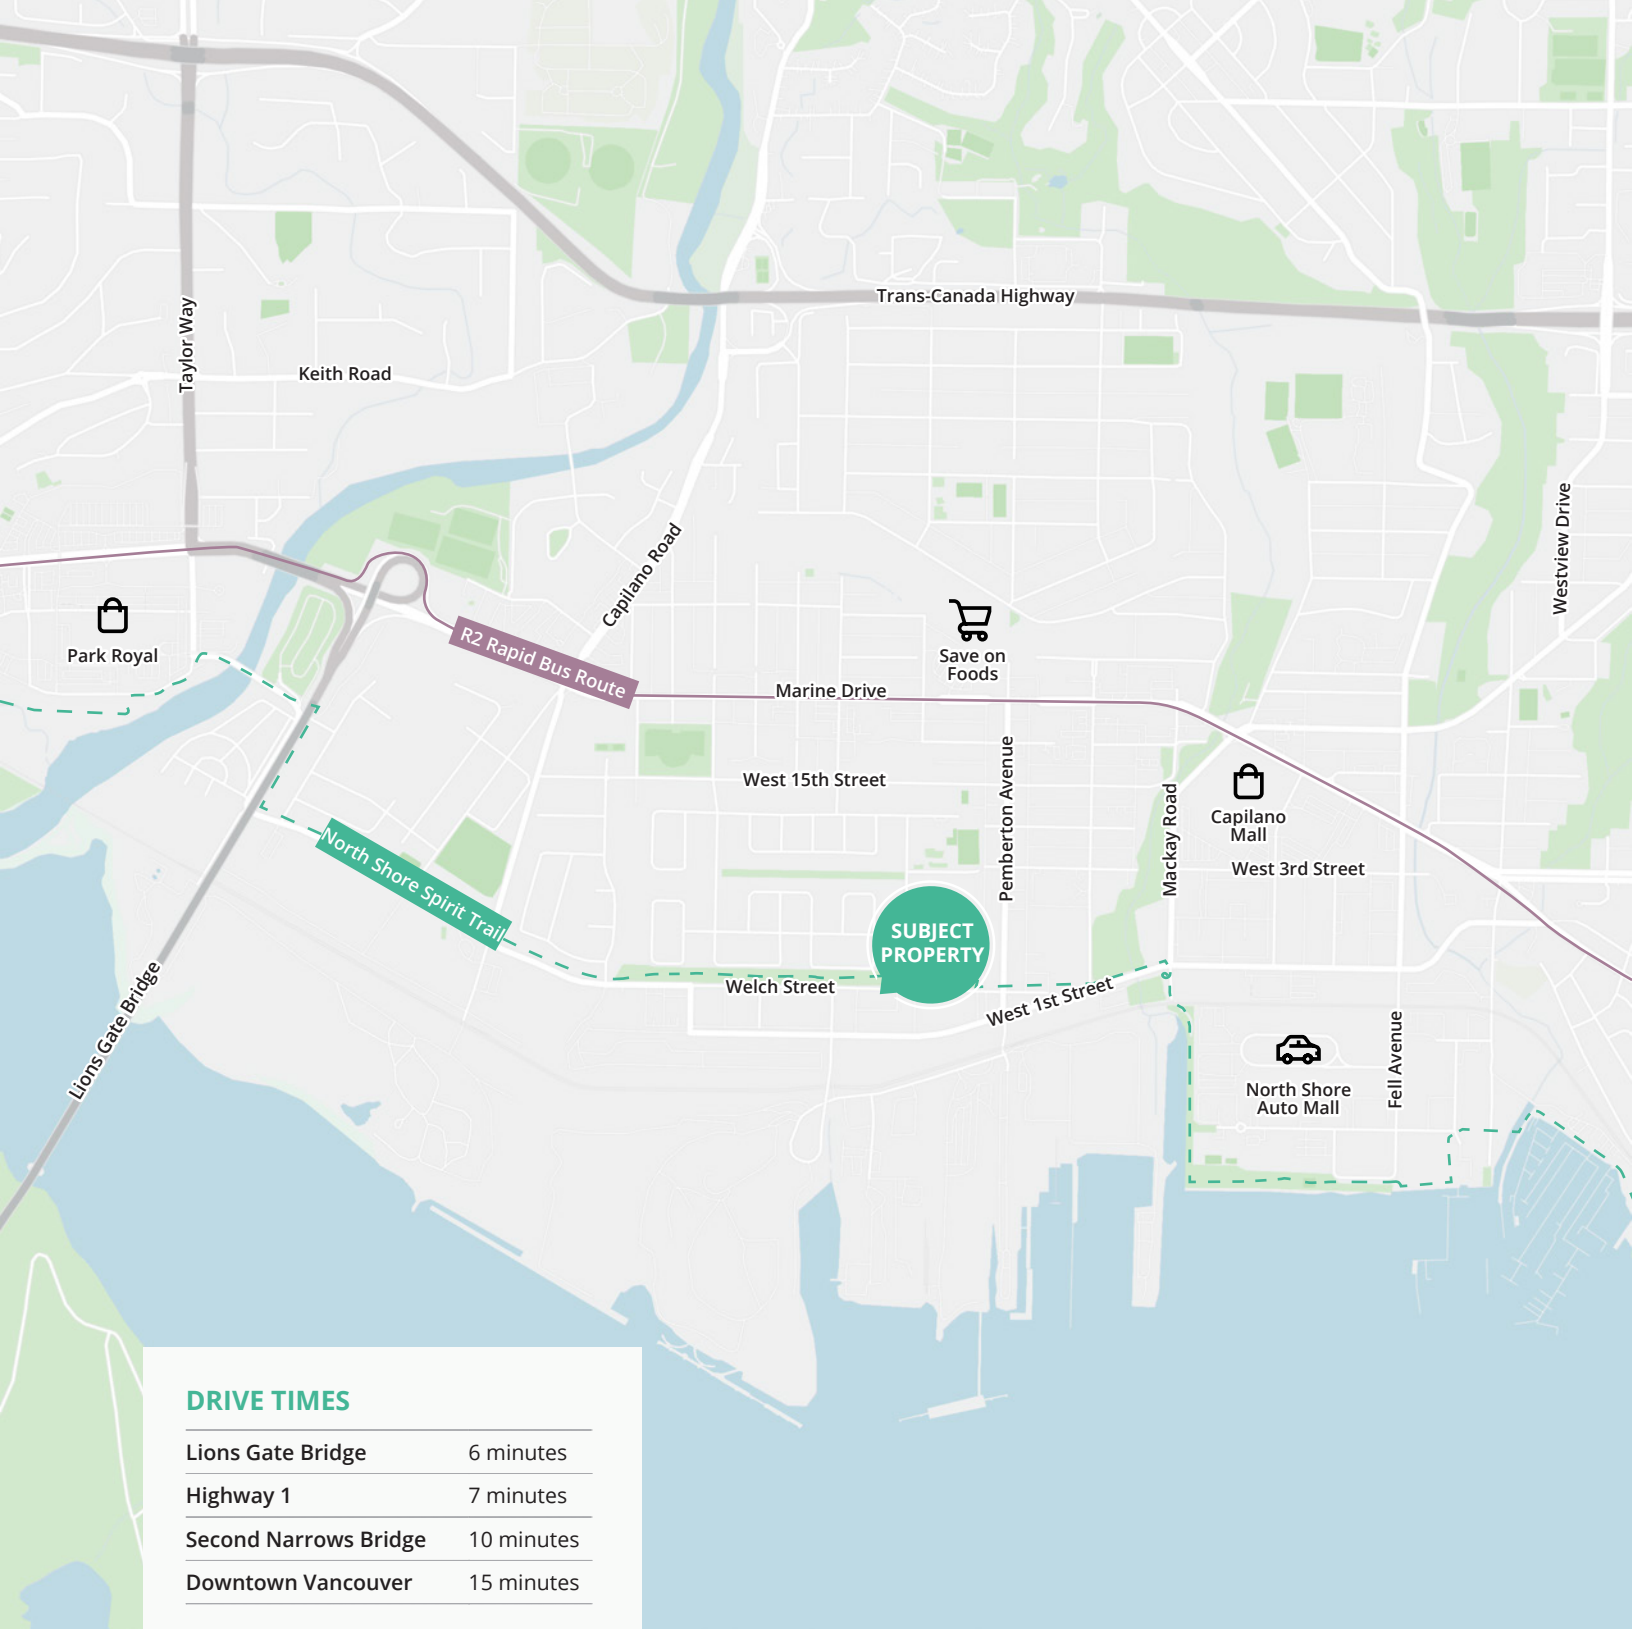 Trans-Canada Highway
Taylor Way
Keith Road
Westview Drive
Capilano Road
Park Royal
R2 Rapid Bus Route
Save on
Foods
Marine Drive
West 15th Street
Pemberton Avenue
Mackay Road
Capilano
Mall
West 3rd Street
North Shore Spirit Trail
SUBJECT
PROPERTY
Welch Street
West 1st Street
Lions Gate Bridge
Fell Avenue
North Shore
Auto Mall
DRIVE TIMES
Lions Gate Bridge 6 minutes
Highway 1 7 minutes
Second Narrows Bridge 10 minutes
Downtown Vancouver 15 minutes